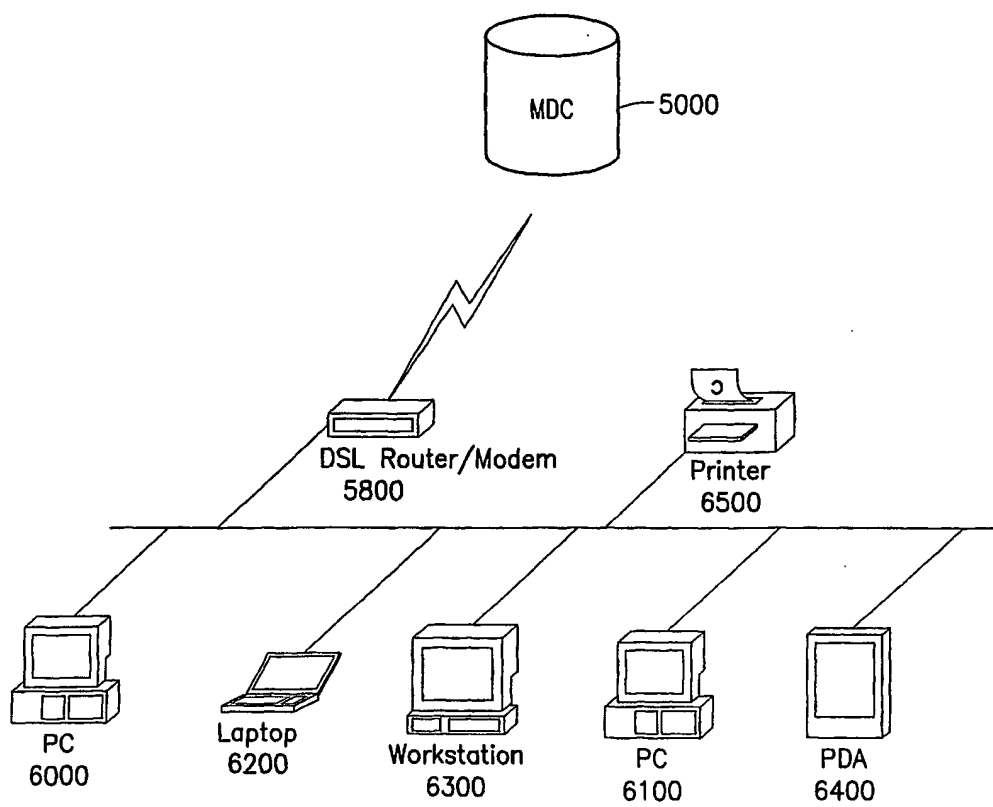 MDC
5000
DSL Router/Modem
5800
Printer
6500
PC
6000
Laptop
6200
Workstation
6300
PC
6100
PDA
6400